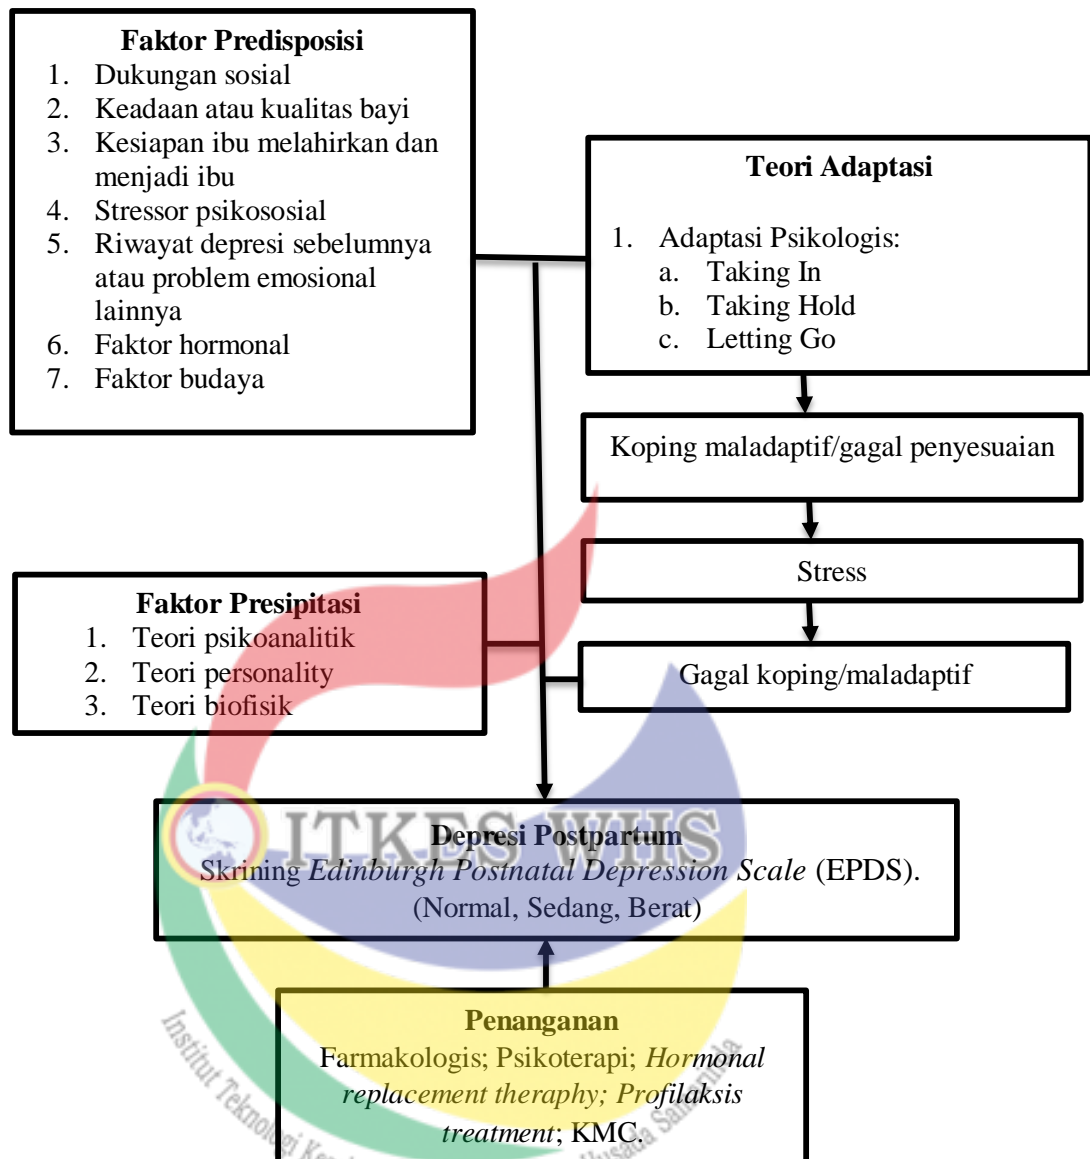 Faktor Predisposisi
1. Dukungan sosial
2. Keadaan atau kualitas bayi
3. Kesiapan ibu melahirkan dan
menjadi ibu
4. Stressor psikososial
5. Riwayat depresi sebelumnya
atau problem emosional
lainnya
6. Faktor hormonal
7. Faktor budaya
Teori Adaptasi
1. Adaptasi Psikologis:
a. Taking In
b. Taking Hold
c. Letting Go
Koping maladaptif/gagal penyesuaian
Stress
Gagal koping/maladaptif
Faktor Presipitasi
1. Teori psikoanalitik
2. Teori personality
3. Teori biofisik
ITKES WHS
Depresi Postpartum
Skrining Edinburgh Postnatal Depression Scale (EPDS).
(Normal, Sedang, Berat)
Penanganan
Farmakologis; Psikoterapi; Hormonal
replacement theraphy; Profilaksis
treatment; KMC.
Institut Teknologi
Samarinda